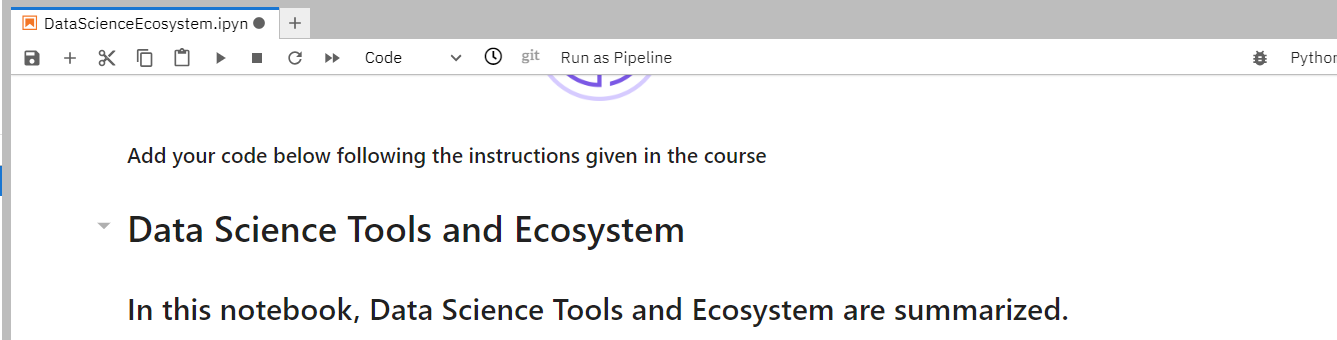 DataScienceEcosystem.ipyn
Code git Run as Pipeline Python
Add your code below following the instructions given in the course
Data Science Tools and Ecosystem
In this notebook, Data Science Tools and Ecosystem are summarized.